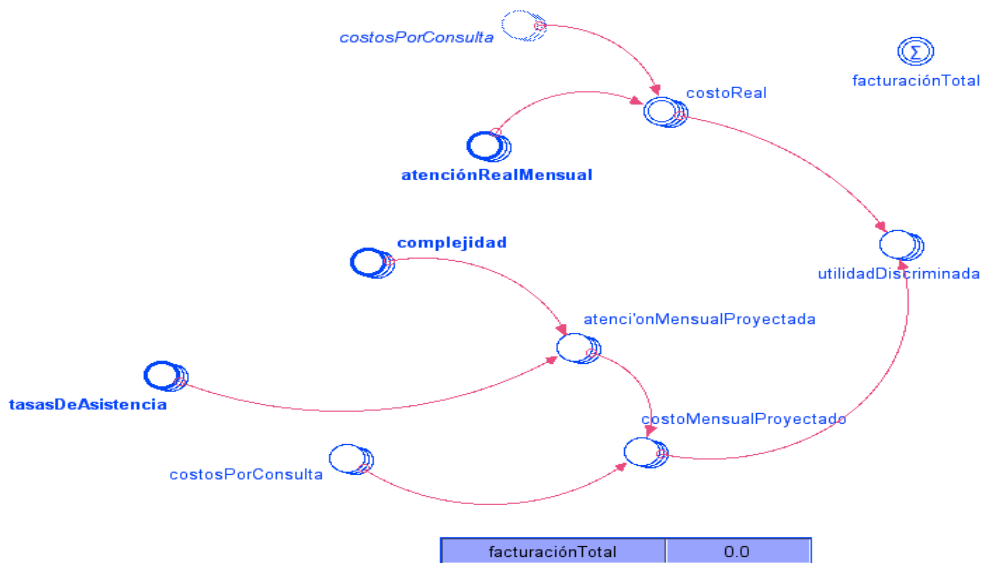 costosPorConsulta
Σ
facturaciónTotal
costoReal
atenciónRealMensual
complejidad
utilidadDiscriminada
atenci'onMensualProyectada
tasasDeAsistencia
costoMensualProyectado
costosPorConsulta
facturaciónTotal 0.0